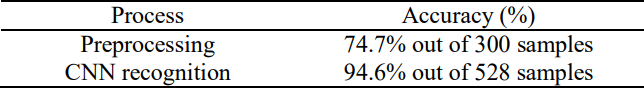 Process Accuracy (%)
Preprocessing 74.7% out of 300 samples
CNN recognition 94.6% out of 528 samples